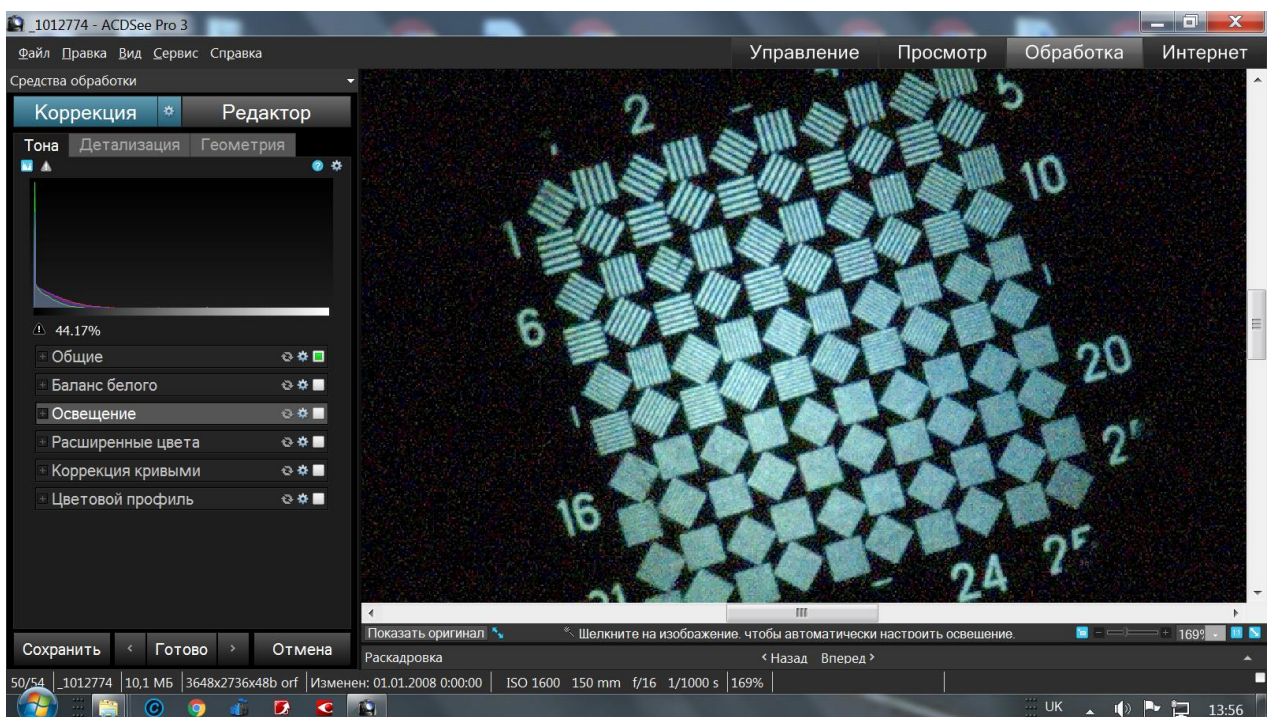 _1012774 - ACDSee Pro 3
Файл Правка Вид Сервис Справка
Управление Просмотр Обработка Интернет
Средства обработки
Коррекция Редактор
Тона Детализация Геометрия
44.17%
Общие
Баланс белого
Освещение
Расширенные цвета
Коррекция кривыми
Цветовой профиль
2
5
1
10
6
20
16
24
Показать оригинал
Щелкните на изображение. чтобы автоматически настроить освещение.
Сохранить < Готово > Отмена
Раскадровка
< Назад Вперед >
50/54 _1012774 10,1 МБ 3648x2736x48b orf Изменен: 01.01.2008 0:00:00 ISO 1600 150 mm f/16 1/1000 s 169%
UK 13:56